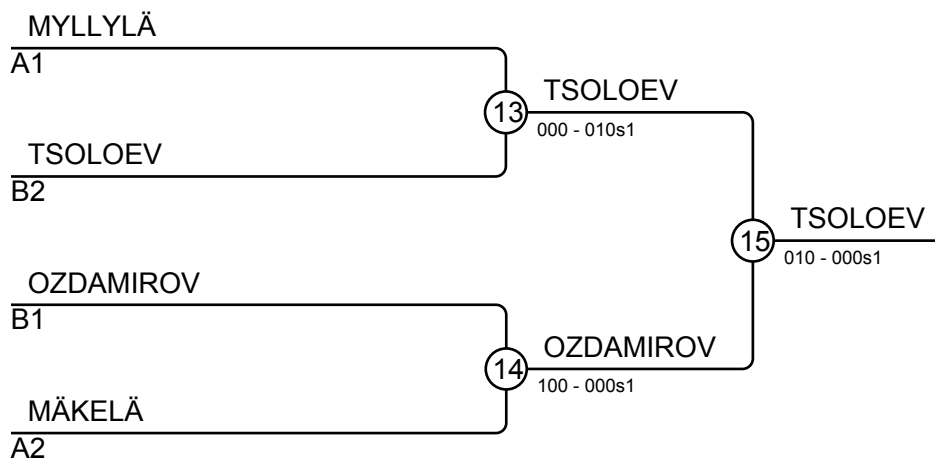 MYLLYLÄ
A1
13
TSOLOEV
000 - 010s1
TSOLOEV
B2
15
TSOLOEV
010 - 000s1
OZDAMIROV
B1
14
OZDAMIROV
100 - 000s1
MÄKELÄ
A2